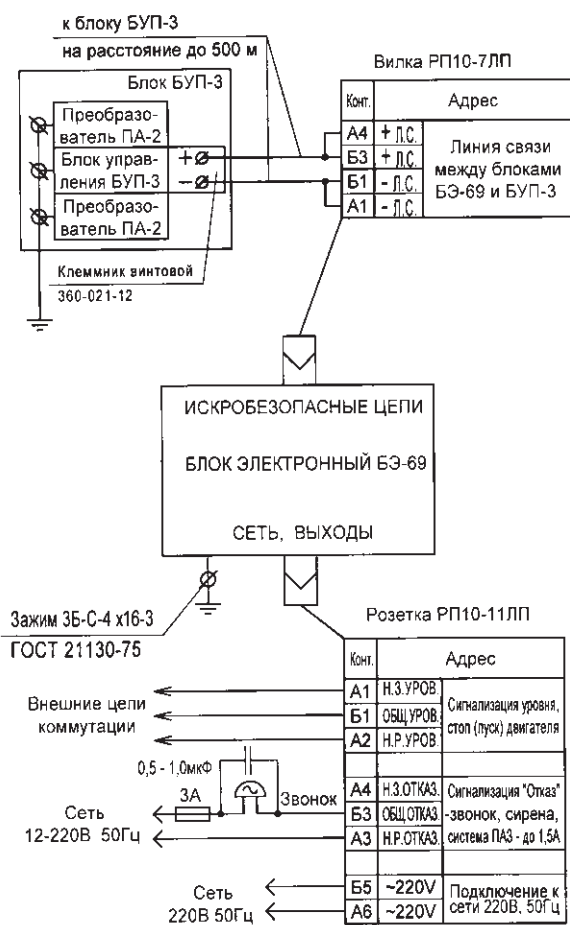 к блоку БУП-3
на расстояние до 500 м
Блок БУП-3
Преобразо-
ватель ПА-2
Блок управ-
ления БУП-3
Преобразо-
ватель ПА-2
+
–
Клеммник винтовой
360-021-12
Вилка РП10-7ЛП
Конт. Адрес
А4 + Л.С.
Б3 + Л.С.
Б1 - Л.С.
А1 - Л.С.
Линия связи
между блоками
БЭ-69 и БУП-3
ИСКРОБЕЗОПАСНЫЕ ЦЕПИ
БЛОК ЭЛЕКТРОННЫЙ БЭ-69
СЕТЬ, ВЫХОДЫ
Зажим ЗБ-С-4 х16-3
ГОСТ 21130-75
Розетка РП10-11ЛП
Конт. Адрес
А1 Н.З.УРОВ.
Б1 ОБЩ.УРОВ.
А2 Н.Р.УРОВ.
Сигнализация уровня,
стоп (пуск) двигателя
А4 Н.З.ОТКАЗ.
Б3 ОБЩ.ОТКАЗ.
А3 Н.Р.ОТКАЗ.
Сигнализация "Отказ"
-звонок, сирена,
система ПАЗ - до 1,5А
Б5 ~220V
А6 ~220V
Подключение к
сети 220В, 50Гц
Внешние цепи
коммутации
0,5 - 1,0мкФ
3А
Звонок
Сеть
12-220В 50Гц
Сеть
220В 50Гц